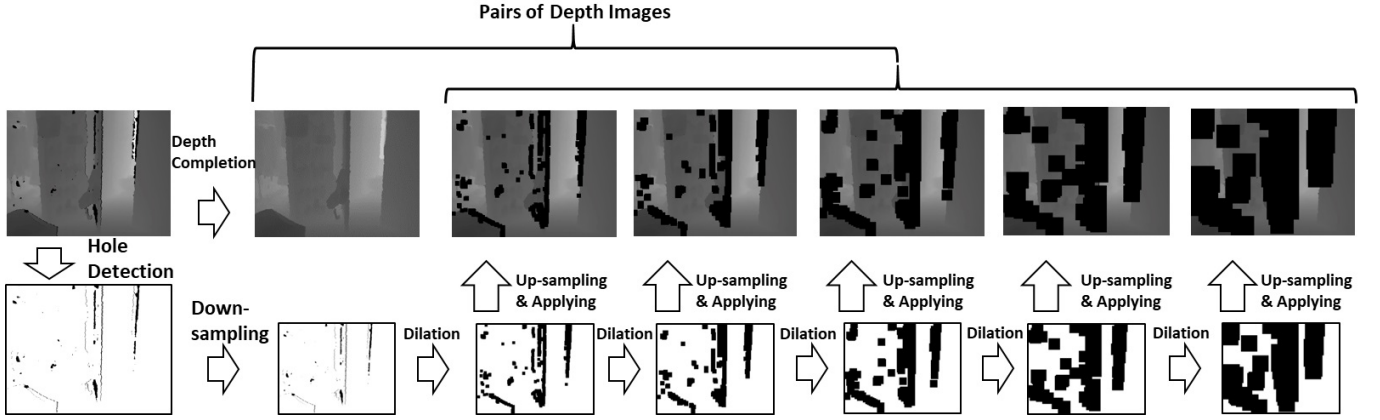 Pairs of Depth Images
Depth
Completion
Hole
Detection
Up-sampling
& Applying
Up-sampling
& Applying
Up-sampling
& Applying
Up-sampling
& Applying
Up-sampling
& Applying
Down-
sampling
Dilation
Dilation
Dilation
Dilation
Dilation